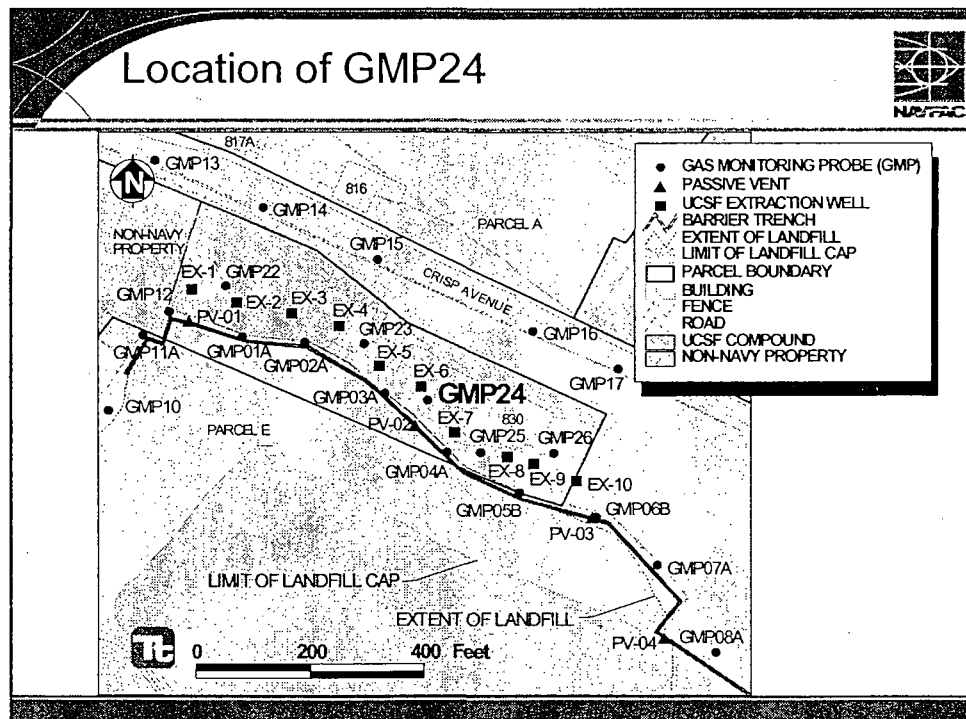 Location of GMP24
NAVFAC
817A
GMP13
N
816
GMP14
PARCEL A
NON-NAVY
PROPERTY
GMP15
CRISP AVENUE
EX-1
GMP22
GMP12
EX-2
EX-3
EX-4
GMP16
PV-01
GMP23
GMP11A
GMP01A
GMP02A
EX-5
GMP17
EX-6
GMP24
GMP03A
GMP10
PARCEL E
PV-02
EX-7
830
GMP25
GMP26
GMP04A
EX-8
EX-9
EX-10
GMP05B
GMP06B
PV-03
GMP07A
LIMIT OF LANDFILL CAP
EXTENT OF LANDFILL
PV-04
GMP08A
Tt
0 200 400 Feet
GAS MONITORING PROBE (GMP)
PASSIVE VENT
UCSF EXTRACTION WELL
BARRIER TRENCH
EXTENT OF LANDFILL
LIMIT OF LANDFILL CAP
PARCEL BOUNDARY
BUILDING
FENCE
ROAD
UCSF COMPOUND
NON-NAVY PROPERTY